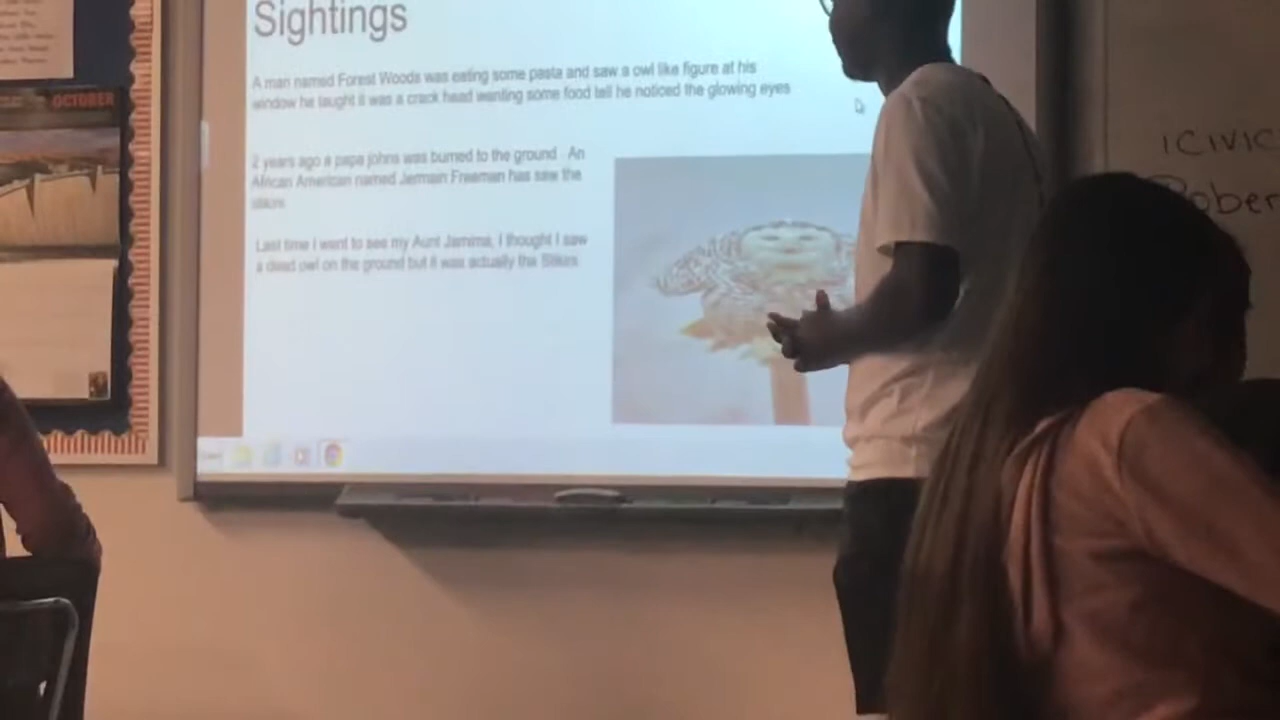 Sightings
A man named Forest Woods was eating some pasta and saw a owl like figure at his
window he taught it was a crack head wanting some food tell he noticed the glowing eyes
2 years ago a papa johns was burned to the ground . An
African American named Jermain Freeman has saw the
stikes
Last time I went to see my Aunt Jamima, I thought I saw
a dead owl on the ground but it was actually the Stikes
OCTOBER
ICIVIC
Rober